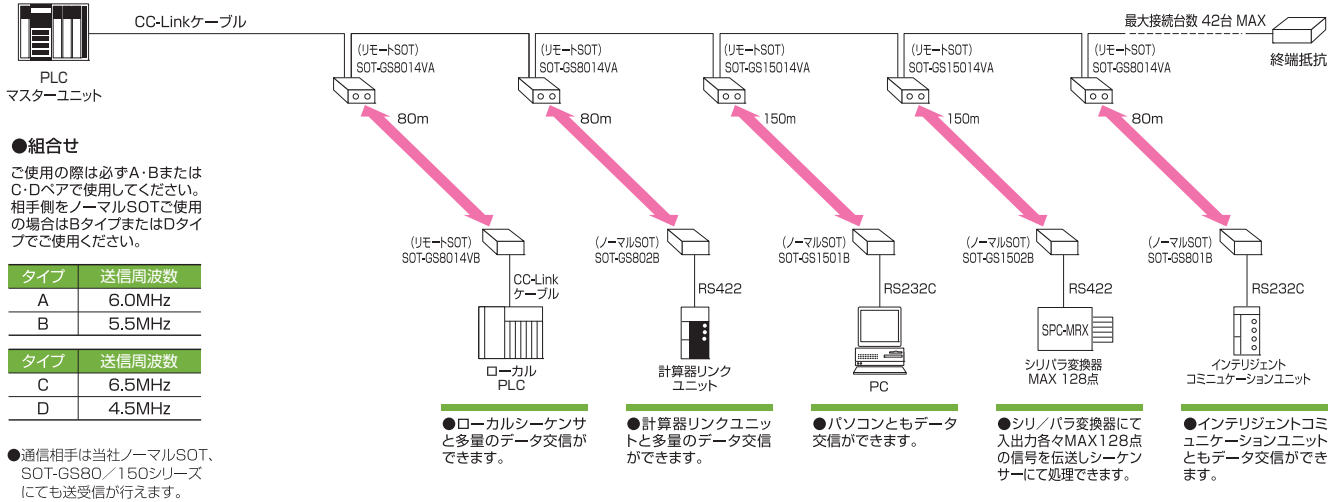 CC-Linkケーブル
最大接続台数 42台 MAX
PLC
マスターユニット
終端抵抗
(リモートSOT)
SOT-GS8014VA
(リモートSOT)
SOT-GS8014VA
(リモートSOT)
SOT-GS15014VA
(リモートSOT)
SOT-GS15014VA
(リモートSOT)
SOT-GS8014VA
80m
80m
150m
150m
80m
●組合せ
ご使用の際は必ずA・Bまたは
C・Dペアで使用してください。
相手側をノーマルSOTご使用
の場合はBタイプまたはDタイ
プでご使用ください。
タイプ 送信周波数
A 6.0MHz
B 5.5MHz
タイプ 送信周波数
C 6.5MHz
D 4.5MHz
●通信相手は当社ノーマルSOT、
SOT-GS80／150シリーズ
にても送受信が行えます。
(リモートSOT)
SOT-GS8014VB
CC-Link
ケーブル
ローカル
PLC
●ローカルシーケンサ
と多量のデータ交信が
できます。
(ノーマルSOT)
SOT-GS802B
RS422
計算器リンク
ユニット
●計算器リンクユニッ
トと多量のデータ交信
ができます。
(ノーマルSOT)
SOT-GS1501B
RS232C
PC
●パソコンともデータ
交信ができます。
(ノーマルSOT)
SOT-GS1502B
RS422
SPC-MRX
シリパラ変換器
MAX 128点
●シリ／パラ変換器にて
入出力各々MAX128点
の信号を伝送しシーケン
サーにて処理できます。
(ノーマルSOT)
SOT-GS801B
RS232C
インテリジェント
コミニュケーションユニット
●インテリジェントコミ
ュニケーションユニット
ともデータ交信ができ
ます。